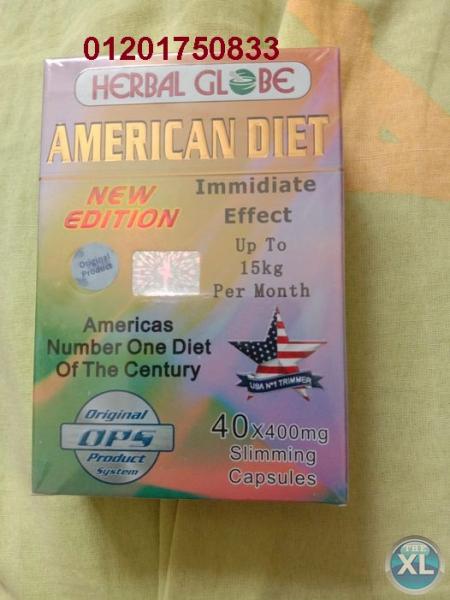 01201750833
HERBAL GLOBE
AMERICAN DIET
NEW
EDITION
Immidiate
Effect
Up To
15kg
Per Month
Original
Product
Americas
Number One Diet
Of The Century
USA Nº1 TRIMMER
Original
OPS
Product
System
40x400mg
Slimming
Capsules
THE
XL